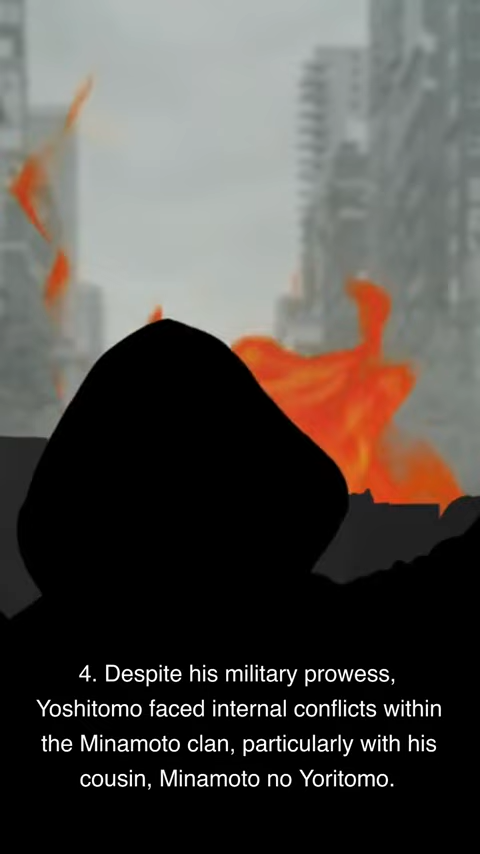 4. Despite his military prowess,
Yoshitomo faced internal conflicts within
the Minamoto clan, particularly with his
cousin, Minamoto no Yoritomo.